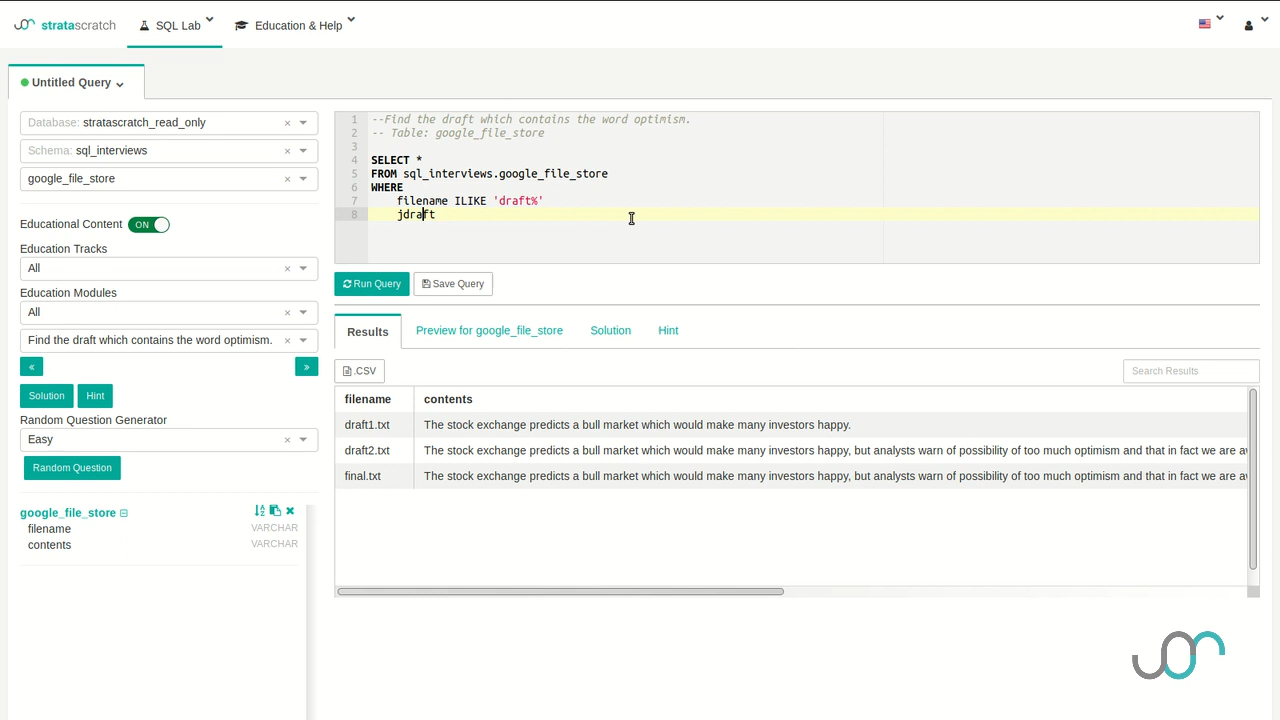 stratascratch SQL Lab Education & Help
Untitled Query
Database: stratascratch_read_only
Schema: sql_interviews
google_file_store
Educational Content ON
Education Tracks
All
Education Modules
All
Find the draft which contains the word optimism.
« »
Solution Hint
Random Question Generator
Easy
Random Question
google_file_store
filename VARCHAR
contents VARCHAR
1 --Find the draft which contains the word optimism.
2 -- Table: google_file_store
3
4 SELECT *
5 FROM sql_interviews.google_file_store
6 WHERE
7 filename ILIKE 'draft%'
8 jdraft
Run Query Save Query
Results Preview for google_file_store Solution Hint
.CSV Search Results
filename contents
draft1.txt The stock exchange predicts a bull market which would make many investors happy.
draft2.txt The stock exchange predicts a bull market which would make many investors happy, but analysts warn of possibility of too much optimism and that in fact we are
final.txt The stock exchange predicts a bull market which would make many investors happy, but analysts warn of possibility of too much optimism and that in fact we are